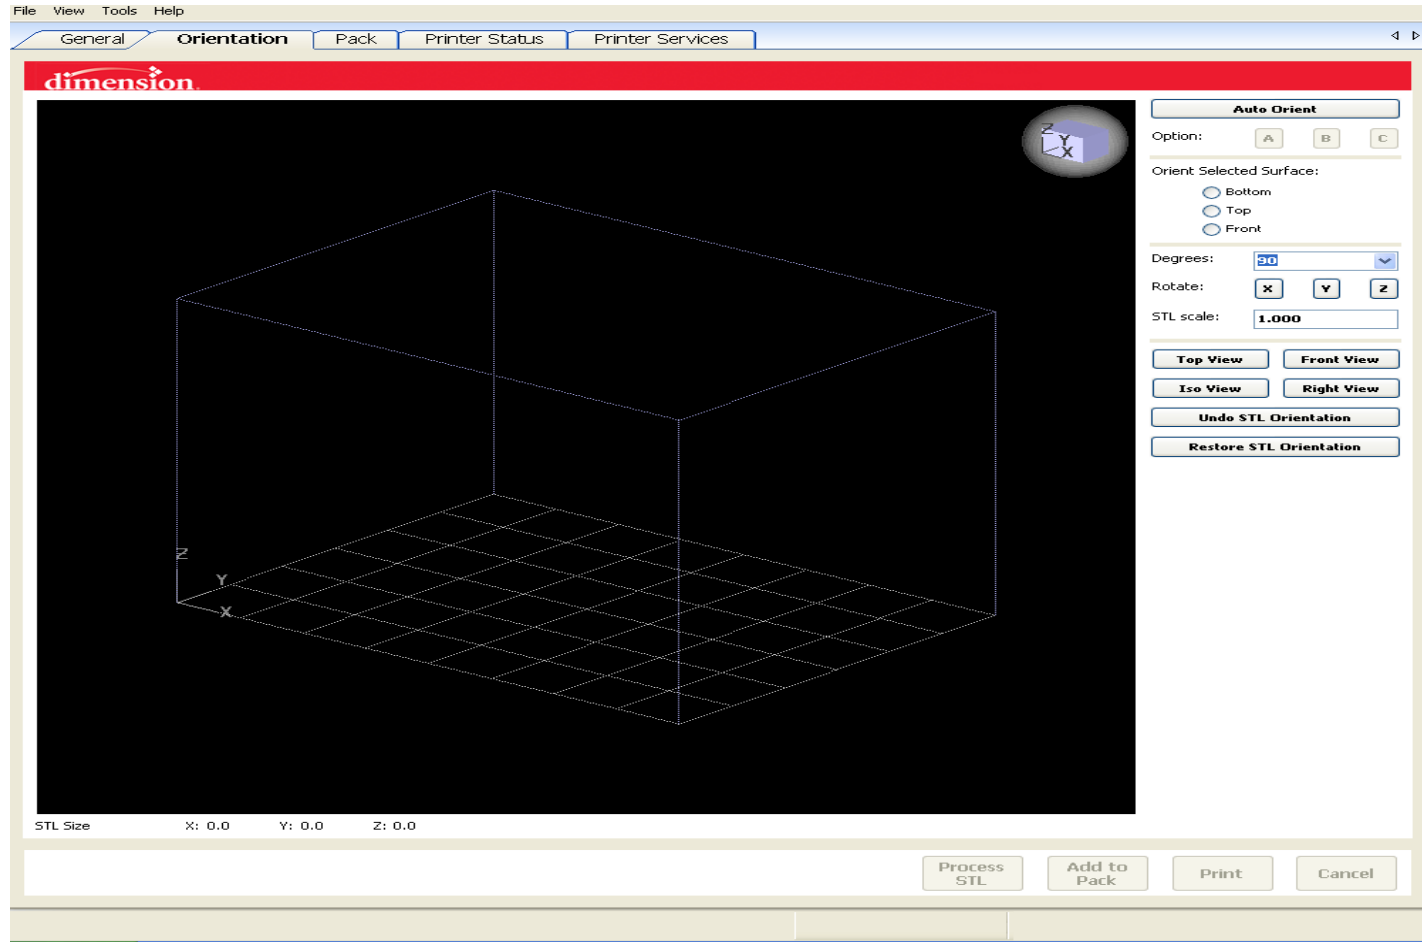 File View Tools Help
General Orientation Pack Printer Status Printer Services
dimension
Auto Orient
Option: A B C
Orient Selected Surface:
Bottom
Top
Front
Degrees: 90
Rotate: X Y Z
STL scale: 1.000
Top View Front View
Iso View Right View
Undo STL Orientation
Restore STL Orientation
Z
Y
X
Z
Y
X
STL Size X: 0.0 Y: 0.0 Z: 0.0
Process STL
Add to Pack
Print
Cancel